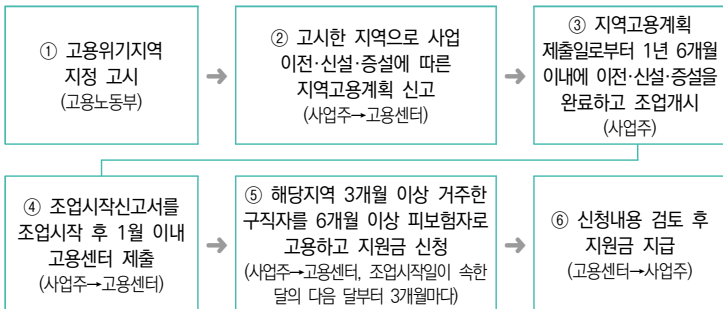 ① 고용위기지역
지정 고시
(고용노동부)
➔
② 고시한 지역으로 사업
이전·신설·증설에 따른
지역고용계획 신고
(사업주→고용센터)
➔
③ 지역고용계획
제출일로부터 1년 6개월
이내에 이전·신설·증설을
완료하고 조업개시
(사업주)
④ 조업시작신고서를
조업시작 후 1월 이내
고용센터 제출
(사업주→고용센터)
➔
⑤ 해당지역 3개월 이상 거주한
구직자를 6개월 이상 피보험자로
고용하고 지원금 신청
(사업주→고용센터, 조업시작일이 속한
달의 다음 달부터 3개월마다)
➔
⑥ 신청내용 검토 후
지원금 지급
(고용센터→사업주)